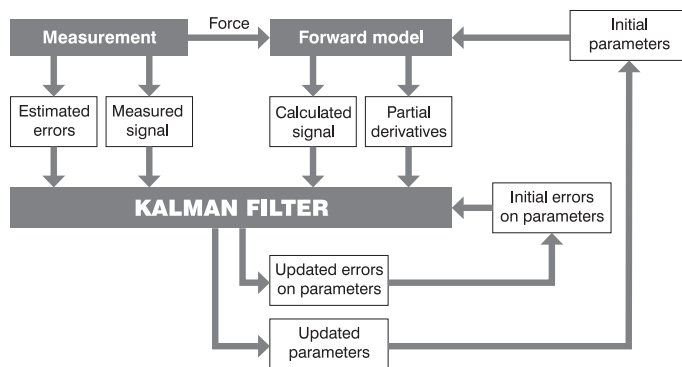 Force
Initial
parameters
Measurement
Forward model
Estimated
errors
Measured
signal
Calculated
signal
Partial
derivatives
KALMAN FILTER
Initial errors
on parameters
Updated errors
on parameters
Updated
parameters